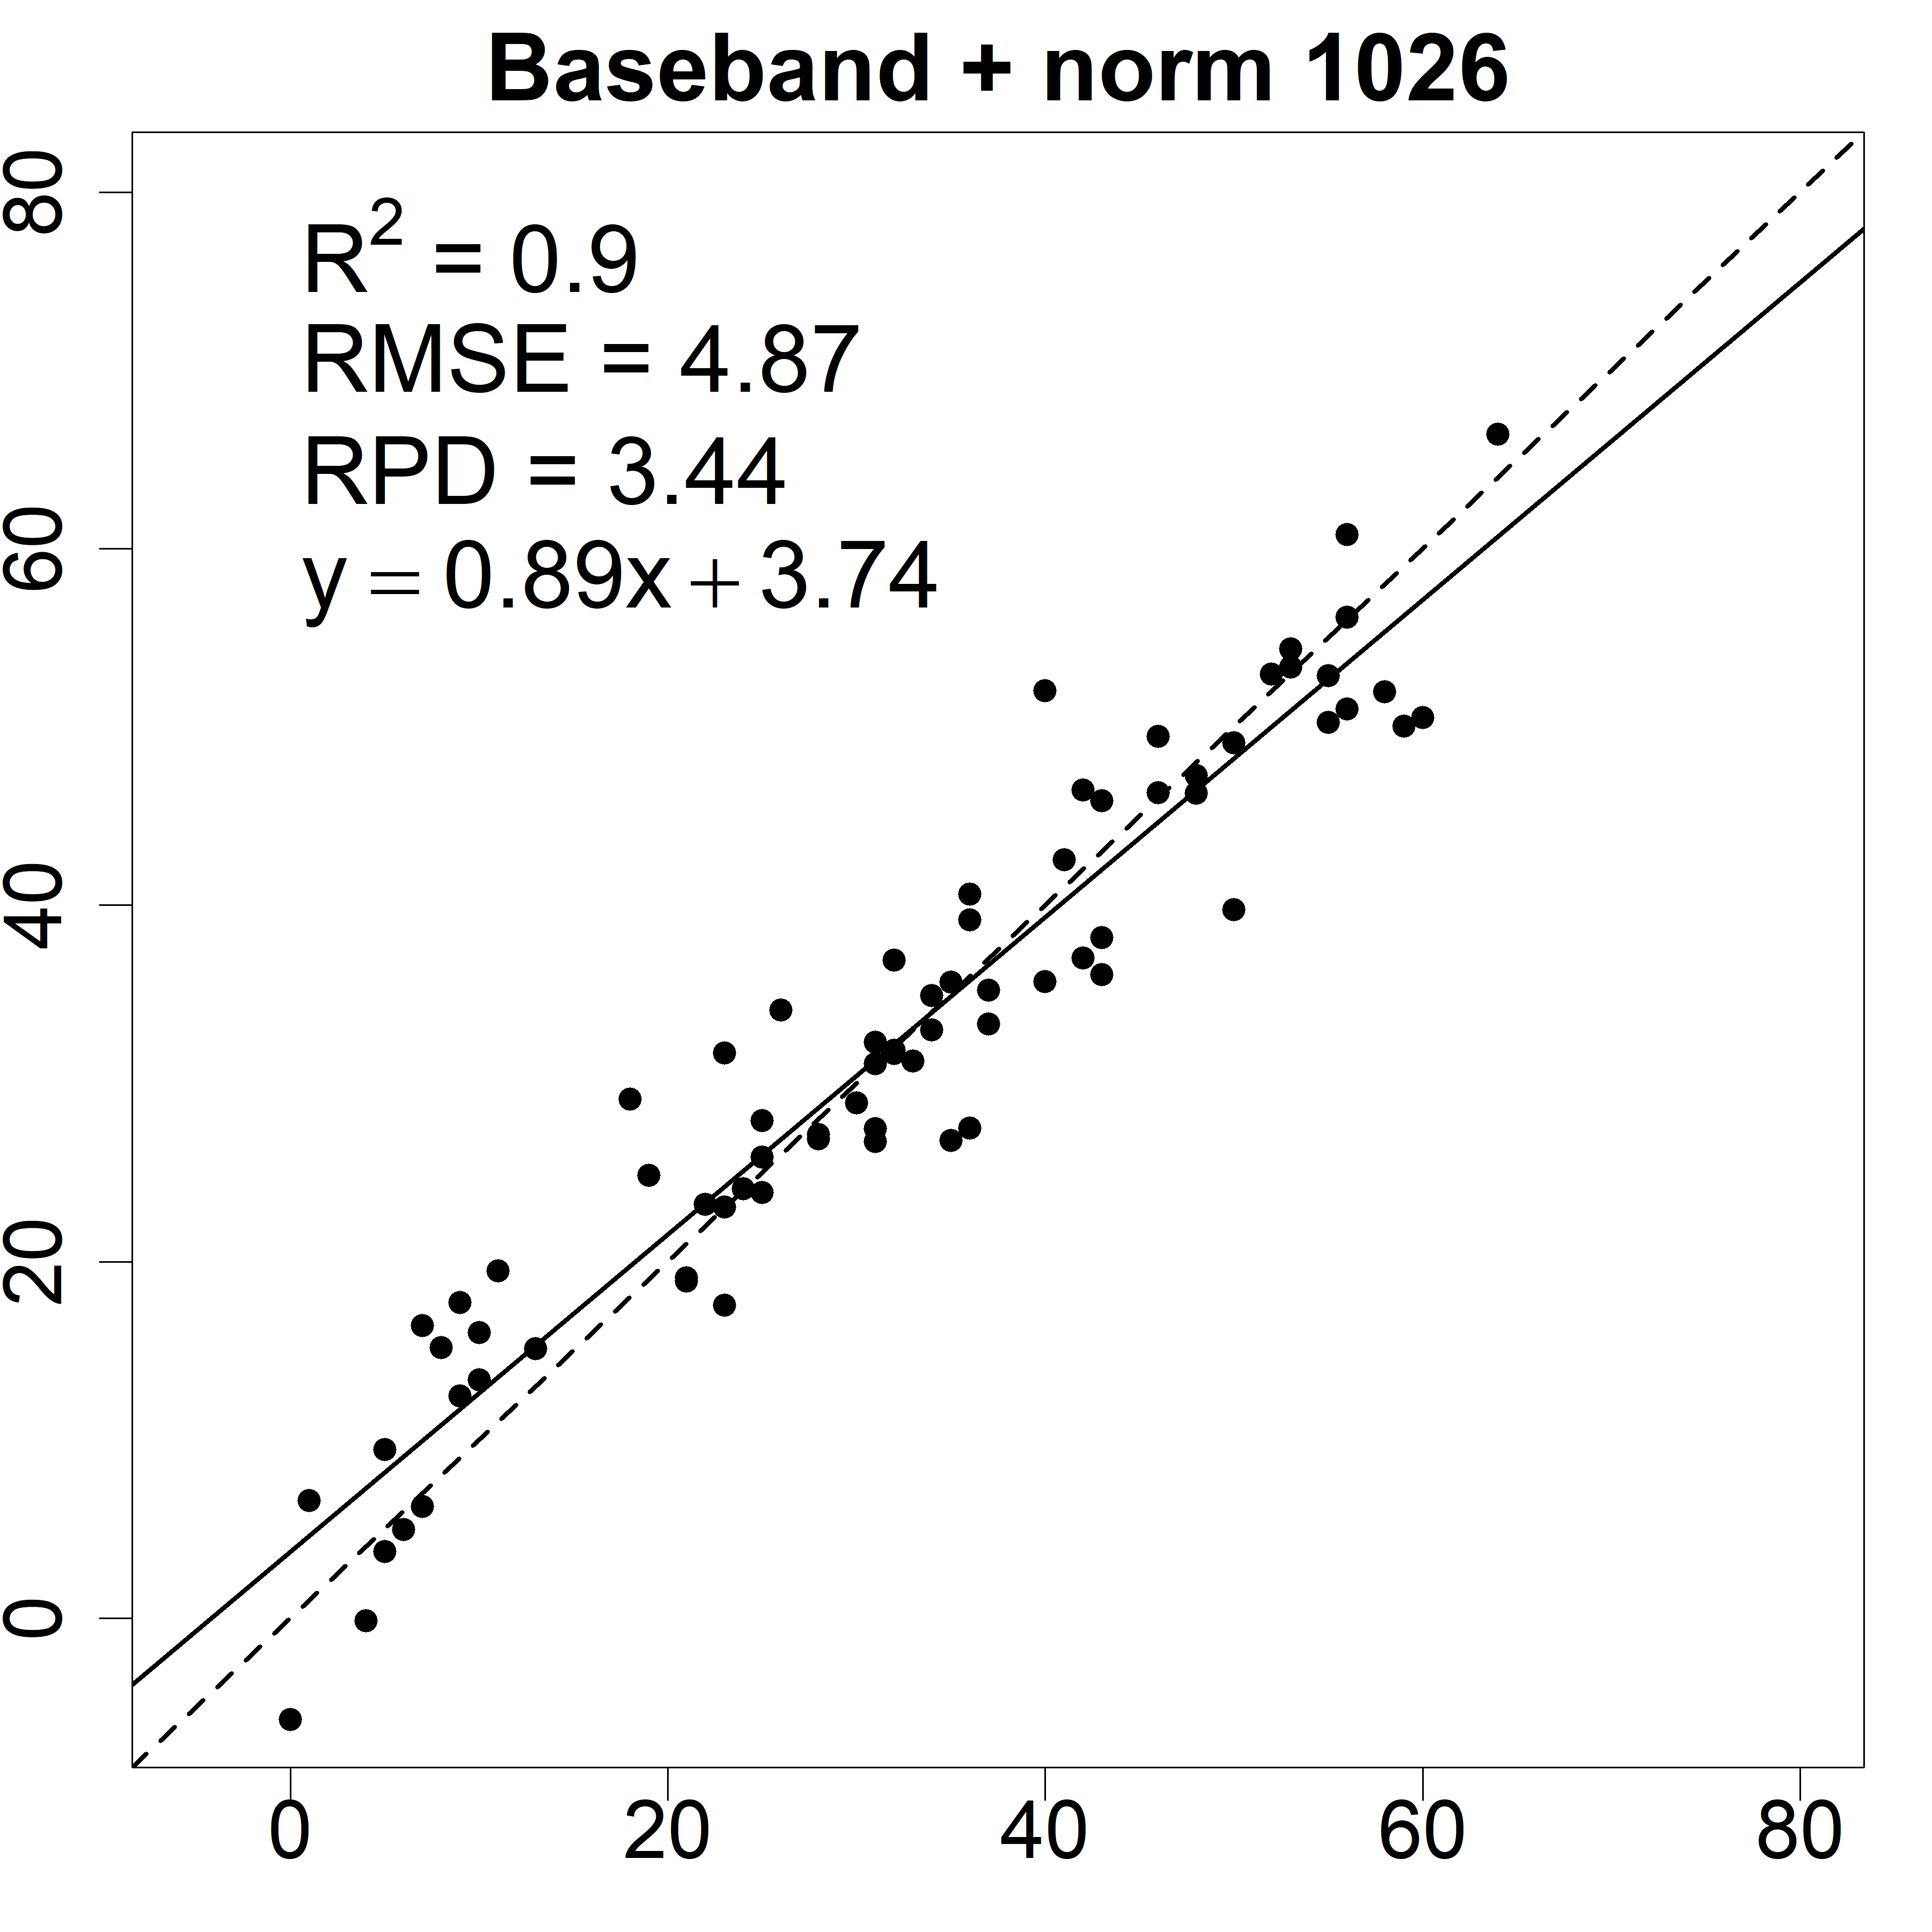 Baseband + norm 1026
R² = 0.9
RMSE = 4.87
RPD = 3.44
y = 0.89x + 3.74
80
60
40
20
0
0 20 40 60 80